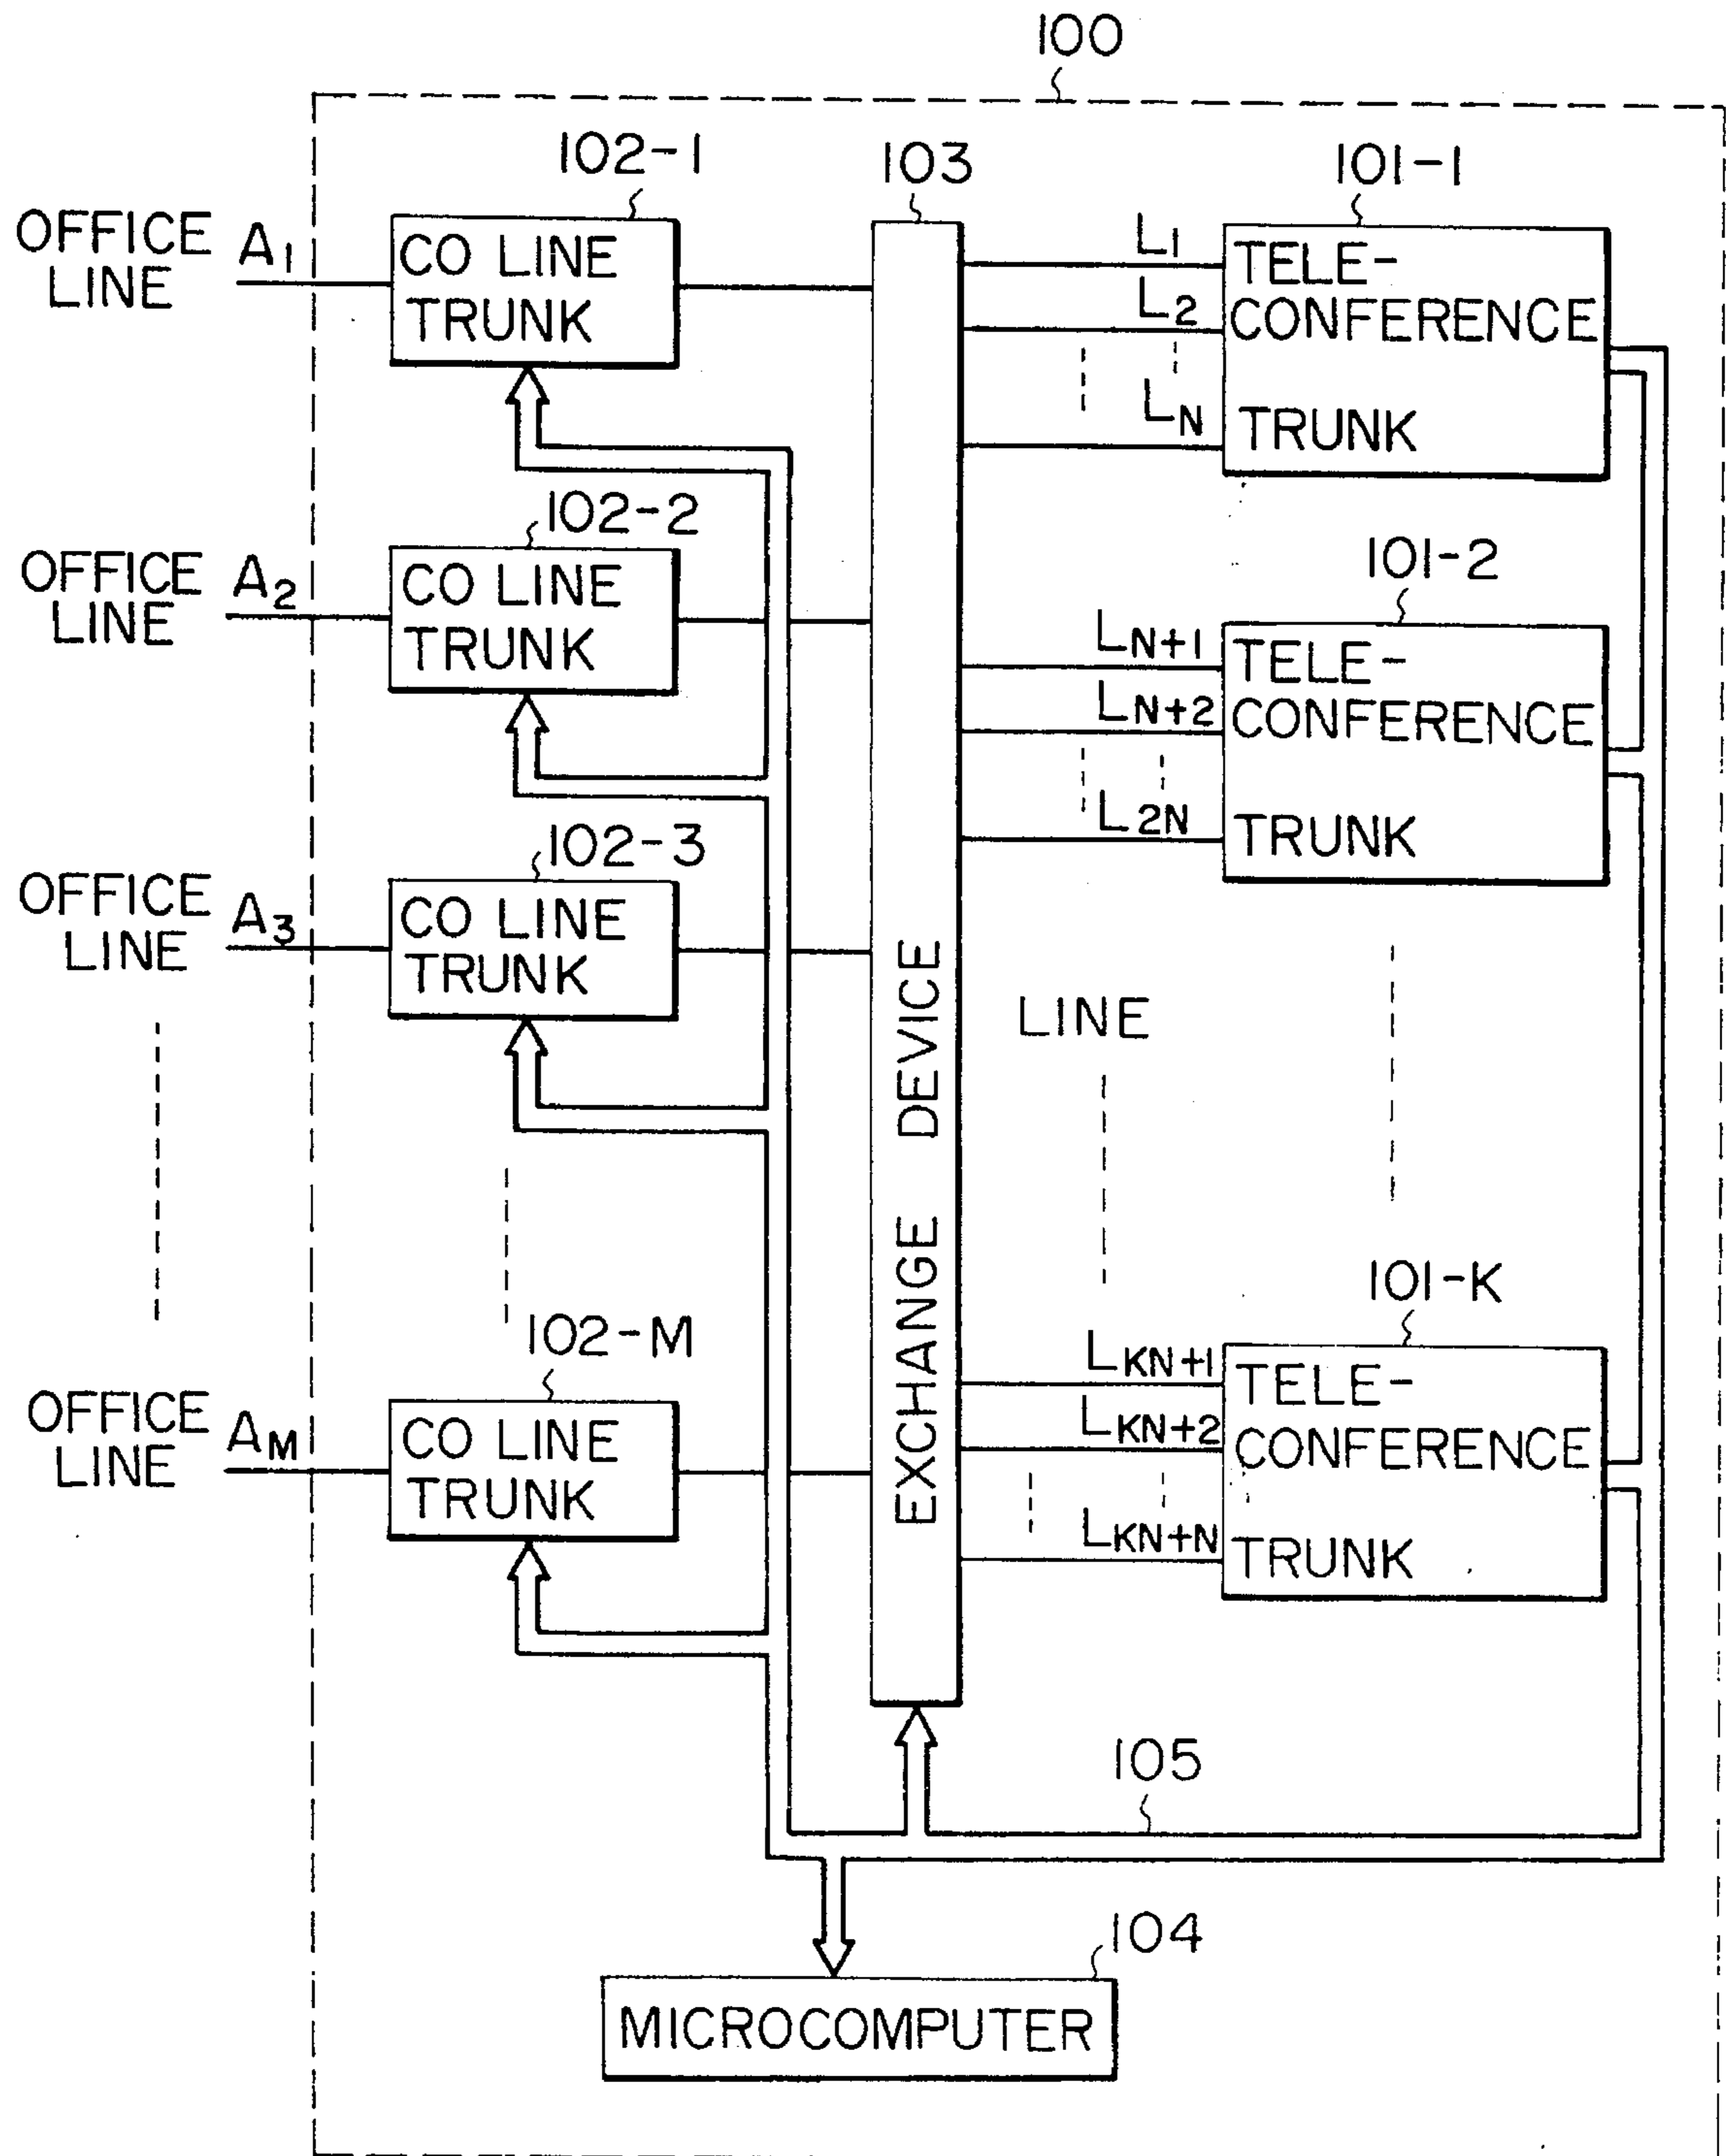 100
102-1
103
101-1
OFFICE
LINE
A1
CO LINE
TRUNK
L1
L2
LN
TELE-
CONFERENCE
TRUNK
102-2
OFFICE
LINE
A2
CO LINE
TRUNK
101-2
LN+1
LN+2
L2N
TELE-
CONFERENCE
TRUNK
102-3
OFFICE
LINE
A3
CO LINE
TRUNK
EXCHANGE DEVICE
LINE
102-M
OFFICE
LINE
AM
CO LINE
TRUNK
101-K
LKN+1
LKN+2
LKN+N
TELE-
CONFERENCE
TRUNK
105
104
MICROCOMPUTER